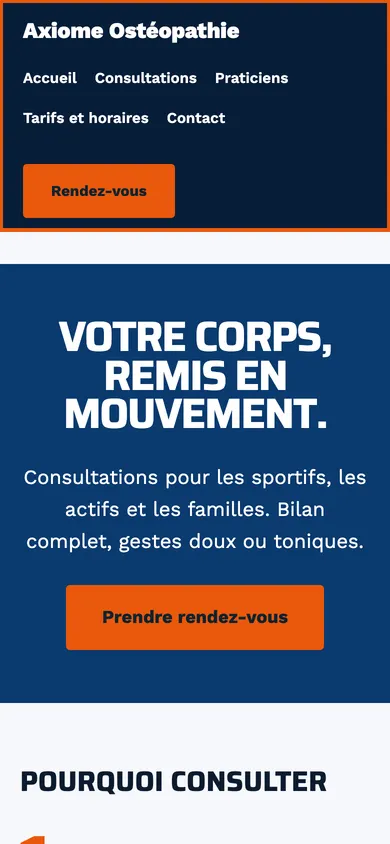 Axiome Ostéopathie
Accueil Consultations Praticiens
Tarifs et horaires Contact
Rendez-vous
VOTRE CORPS,
REMIS EN
MOUVEMENT.
Consultations pour les sportifs, les
actifs et les familles. Bilan
complet, gestes doux ou toniques.
Prendre rendez-vous
POURQUOI CONSULTER